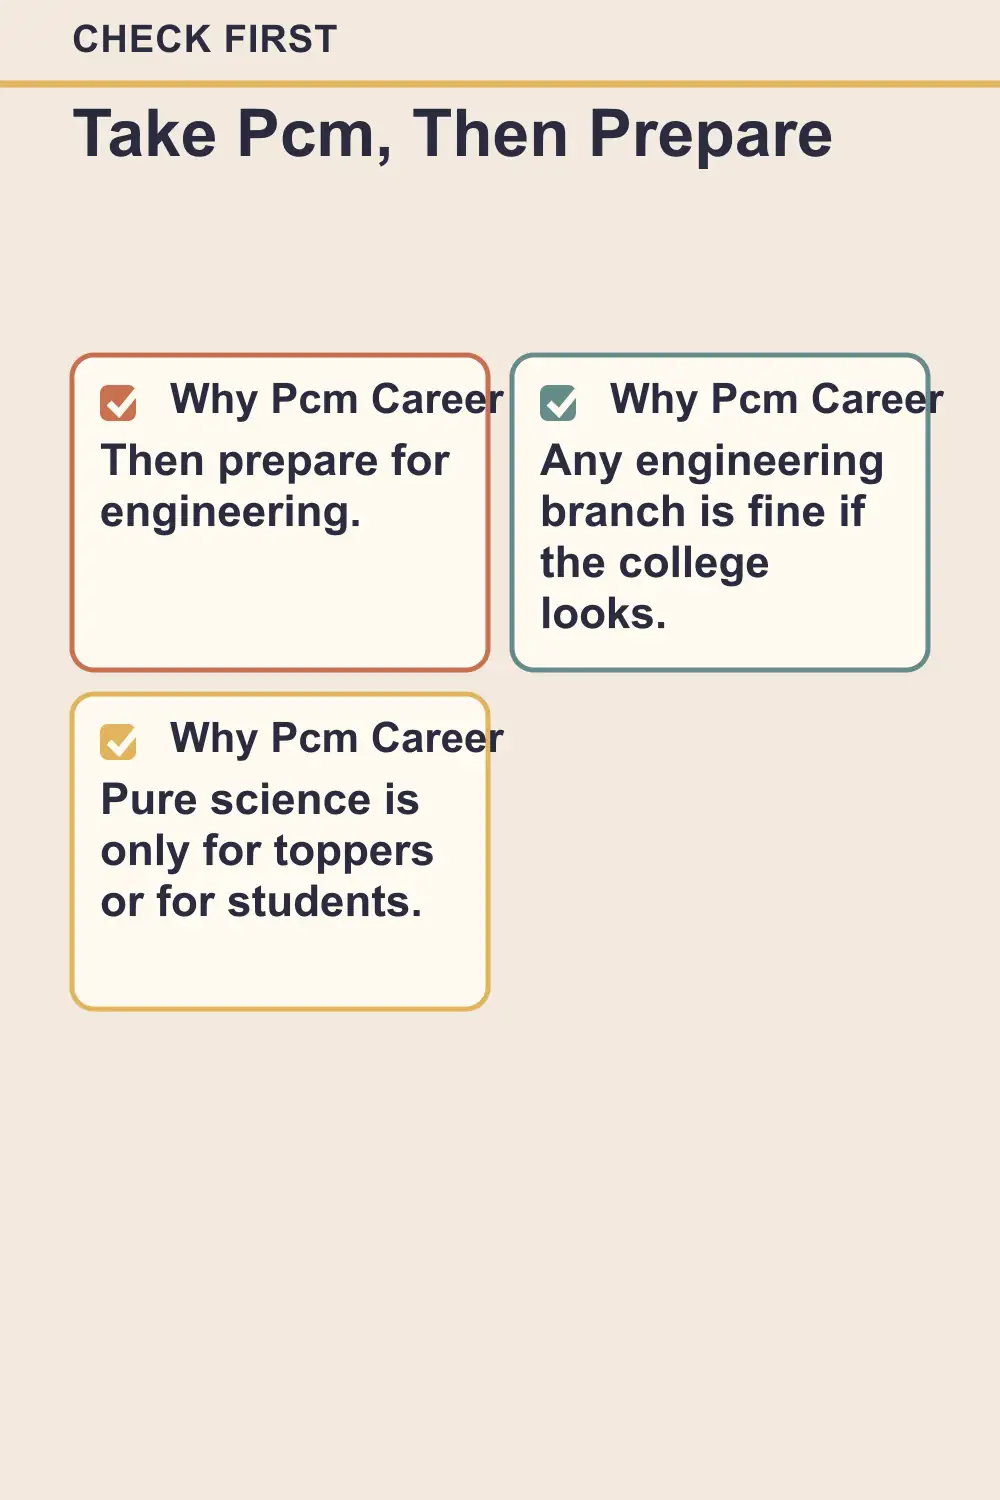 CHECK FIRST
Take Pcm, Then Prepare
Why Pcm Career
Then prepare for
engineering.
Why Pcm Career
Any engineering
branch is fine if
the college
looks.
Why Pcm Career
Pure science is
only for toppers
or for students.